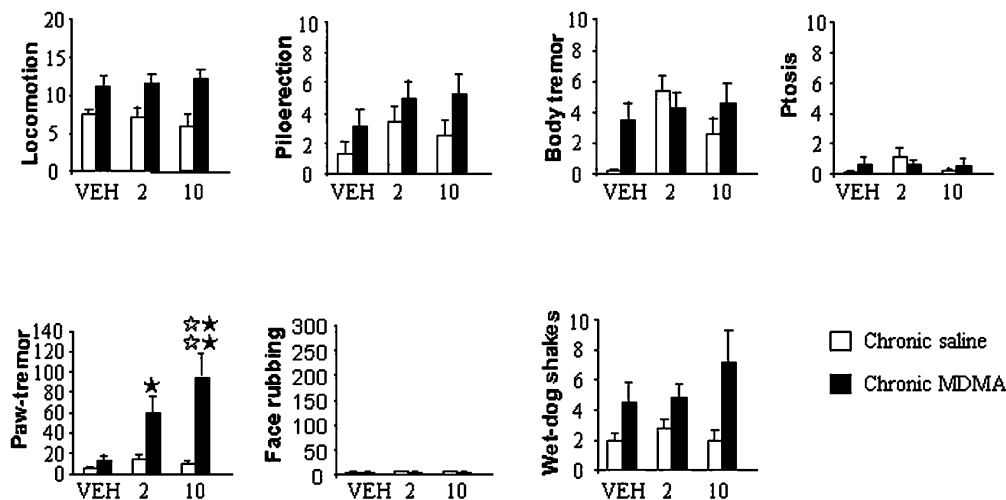 Locomotion
20
15
10
5
0
VEH 2 10
Piloerection
10
8
6
4
2
0
VEH 2 10
Body tremor
10
8
6
4
2
0
VEH 2 10
Ptosis
10
8
6
4
2
0
VEH 2 10
Paw-tremor
140
120
100
80
60
40
20
0
VEH 2 10
Face rubbing
300
250
200
150
100
50
0
VEH 2 10
Wet-dog shakes
10
8
6
4
2
0
VEH 2 10
Chronic saline
Chronic MDMA